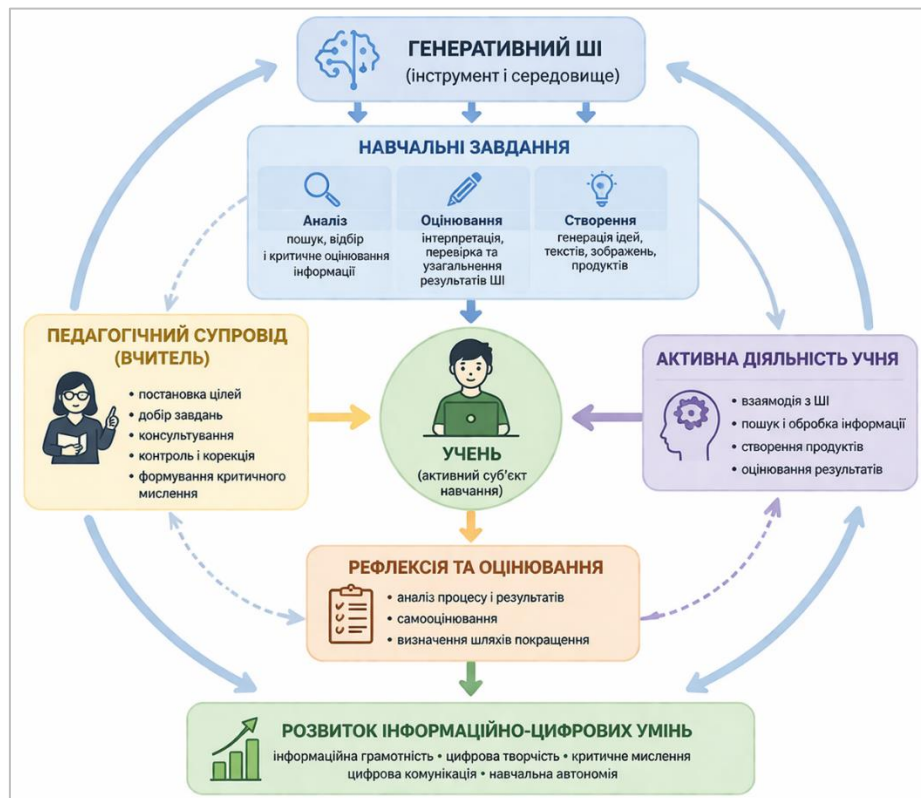 ГЕНЕРАТИВНИЙ ШІ
(інструмент і середовище)
НАВЧАЛЬНІ ЗАВДАННЯ
Аналіз
пошук, відбір
і критичне оцінювання
інформації
Оцінювання
інтерпретація,
перевірка та
узагальнення
результатів ШІ
Створення
генерація ідей,
текстів, зображень,
продуктів
ПЕДАГОГІЧНИЙ СУПРОВІД
(ВЧИТЕЛЬ)
• постановка цілей
• добір завдань
• консультування
• контроль і корекція
• формування критичного
мислення
УЧЕНЬ
(активний суб’єкт
навчання)
АКТИВНА ДІЯЛЬНІСТЬ УЧНЯ
• взаємодія з ШІ
• пошук і обробка інформації
• створення продуктів
• оцінювання результатів
РЕФЛЕКСІЯ ТА ОЦІНЮВАННЯ
• аналіз процесу і результатів
• самооцінювання
• визначення шляхів покращення
РОЗВИТОК ІНФОРМАЦІЙНО-ЦИФРОВИХ УМІНЬ
інформаційна грамотність • цифрова творчість • критичне мислення
цифрова комунікація • навчальна автономія